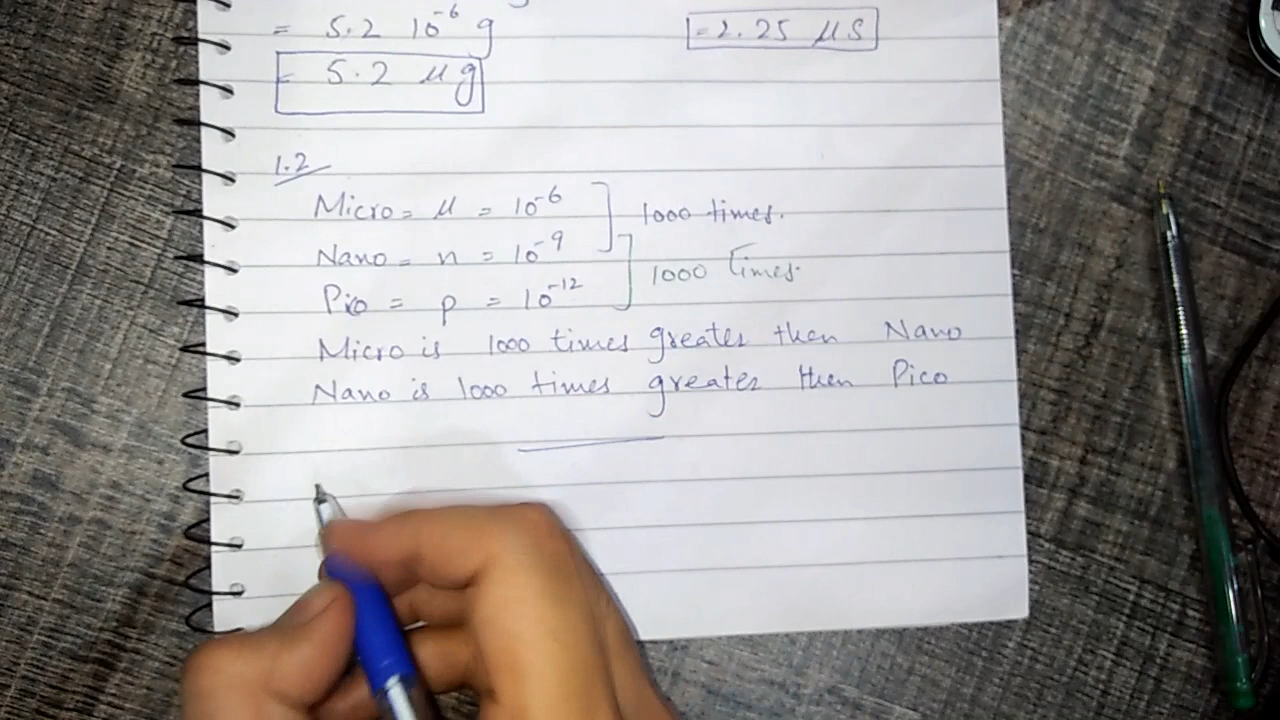 = 5.2 10⁻⁶ g
= 2.25 μs
= 5.2 μg
1.2
Micro = μ = 10⁻⁶
1000 times.
Nano = n = 10⁻⁹
1000 times.
Pico = p = 10⁻¹²
Micro is 1000 times greater then Nano
Nano is 1000 times greater then Pico